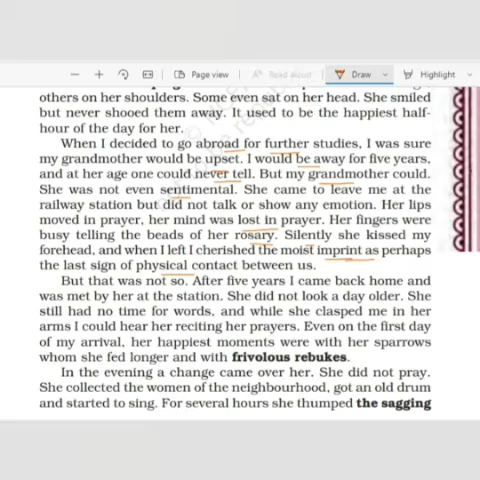 Page view
Read aloud
Draw
Highlight
others on her shoulders. Some even sat on her head. She smiled
but never shooed them away. It used to be the happiest half-
hour of the day for her.
When I decided to go abroad for further studies, I was sure
my grandmother would be upset. I would be away for five years,
and at her age one could never tell. But my grandmother could.
She was not even sentimental. She came to leave me at the
railway station but did not talk or show any emotion. Her lips
moved in prayer, her mind was lost in prayer. Her fingers were
busy telling the beads of her rosary. Silently she kissed my
forehead, and when I left I cherished the moist imprint as perhaps
the last sign of physical contact between us.
But that was not so. After five years I came back home and
was met by her at the station. She did not look a day older. She
still had no time for words, and while she clasped me in her
arms I could hear her reciting her prayers. Even on the first day
of my arrival, her happiest moments were with her sparrows
whom she fed longer and with frivolous rebukes.
In the evening a change came over her. She did not pray.
She collected the women of the neighbourhood, got an old drum
and started to sing. For several hours she thumped the sagging